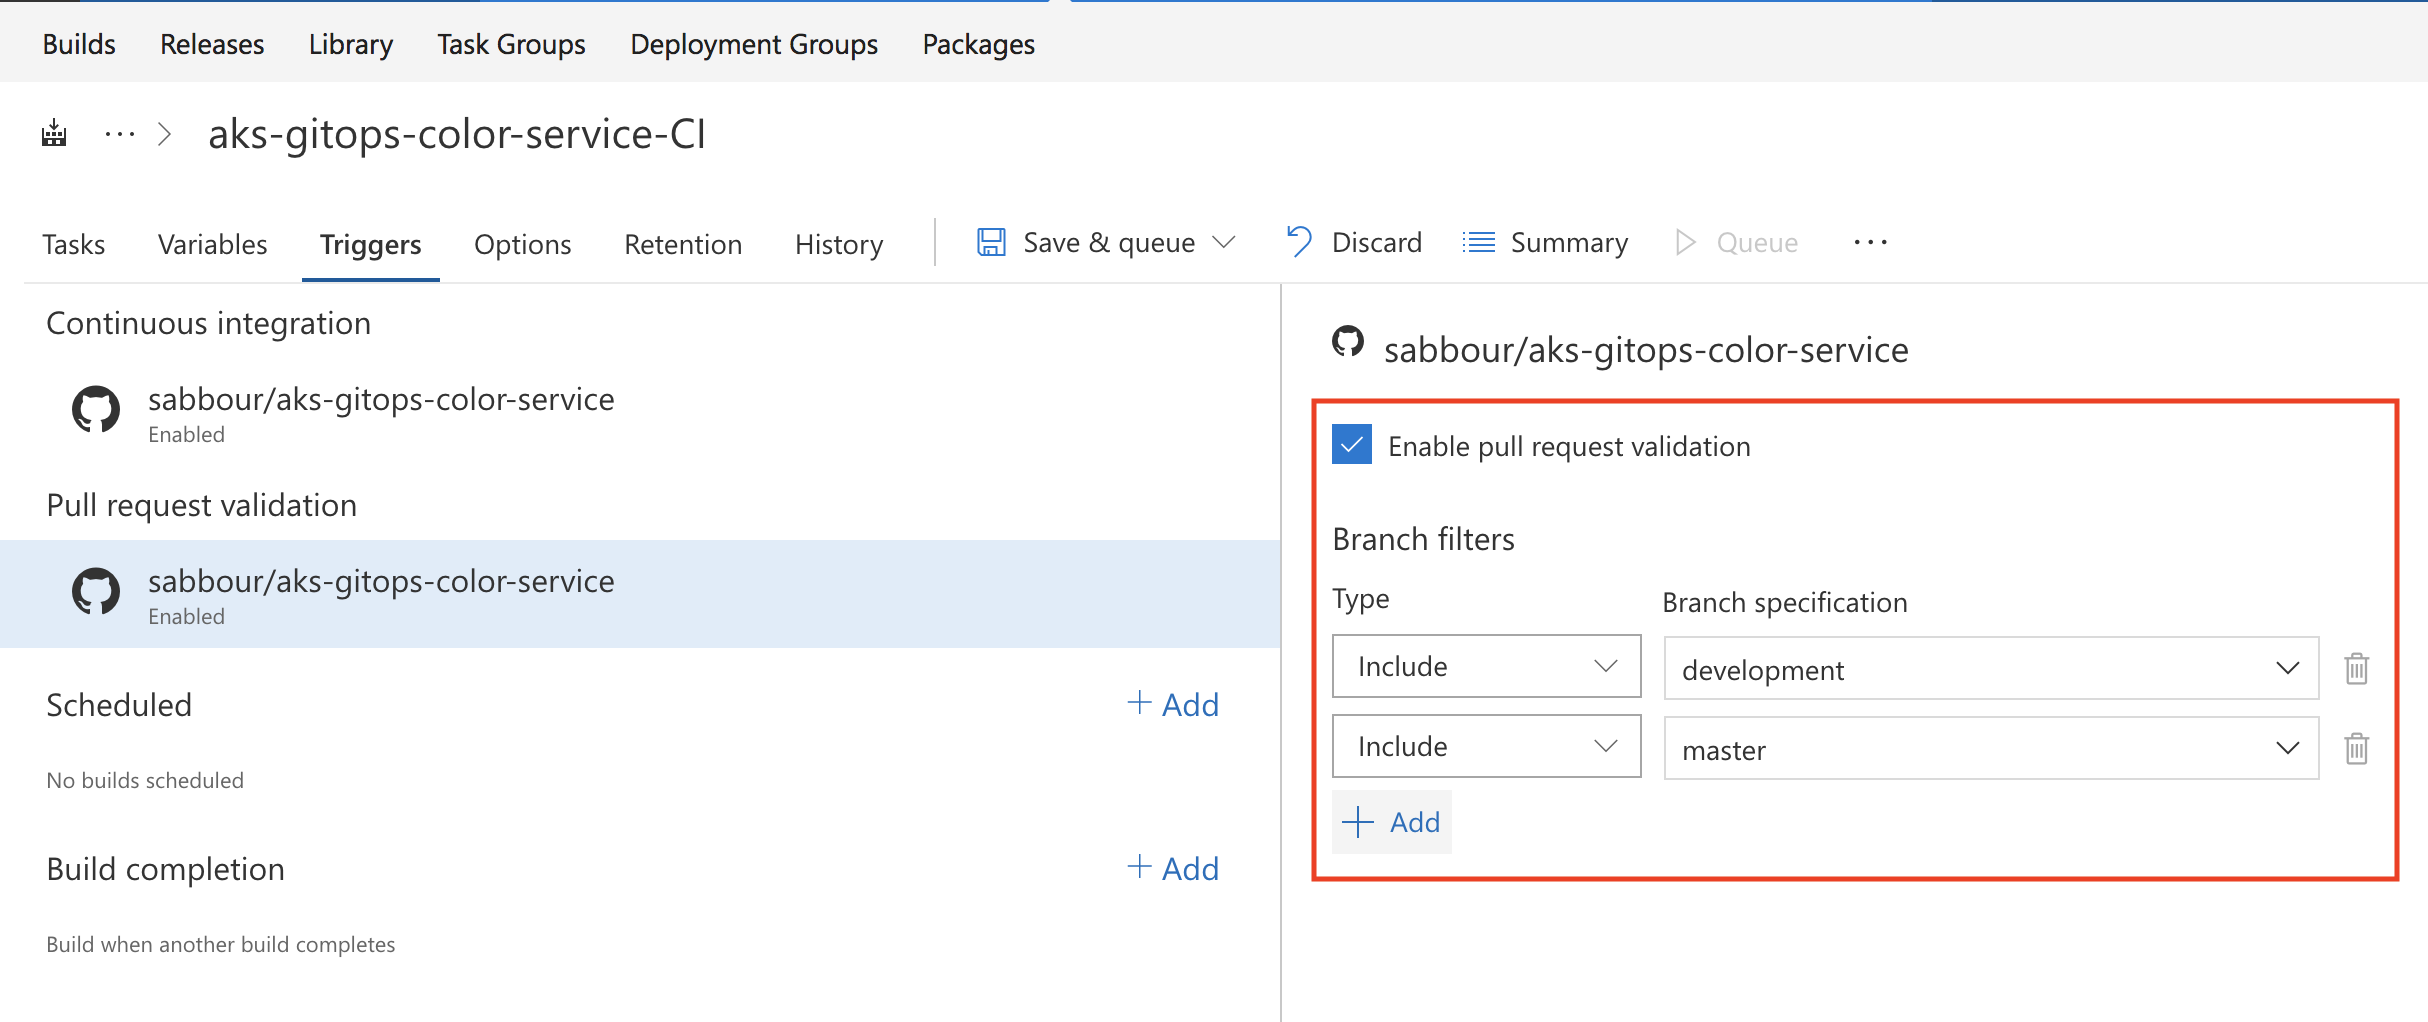 Builds Releases Library Task Groups Deployment Groups Packages
··· > aks-gitops-color-service-CI
Tasks Variables Triggers Options Retention History Save & queue Discard Summary Queue ···
Continuous integration
sabbour/aks-gitops-color-service
Enabled
Pull request validation
sabbour/aks-gitops-color-service
Enabled
Scheduled + Add
No builds scheduled
Build completion + Add
Build when another build completes
sabbour/aks-gitops-color-service
Enable pull request validation
Branch filters
Type Branch specification
Include development
Include master
+ Add